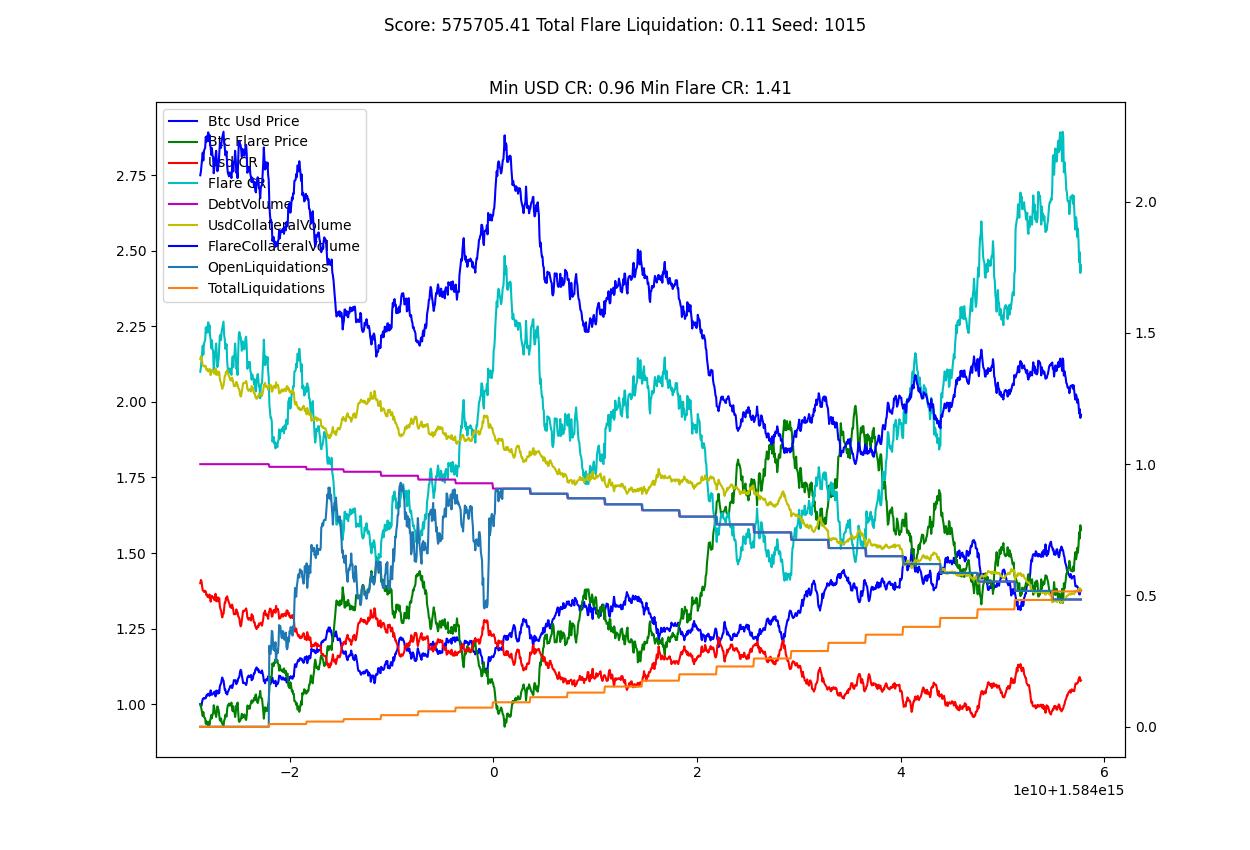 Score: 575705.41 Total Flare Liquidation: 0.11 Seed: 1015
Min USD CR: 0.96 Min Flare CR: 1.41
Btc Usd Price
Btc Flare Price
Usd CR
Flare CR
DebtVolume
UsdCollateralVolume
FlareCollateralVolume
OpenLiquidations
TotalLiquidations
2.75
2.50
2.25
2.00
1.75
1.50
1.25
1.00
2.0
1.5
1.0
0.5
0.0
−2 0 2 4 6
1e10+1.584e15